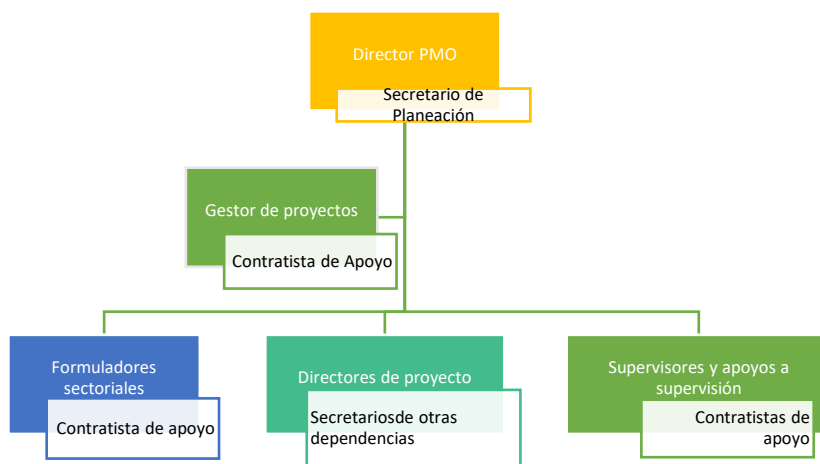 Director PMO
Secretario de
Planeación
Gestor de proyectos
Contratista de Apoyo
Formuladores
sectoriales
Contratista de apoyo
Directores de proyecto
Secretariosde otras
dependencias
Supervisores y apoyos a
supervisión
Contratistas de
apoyo